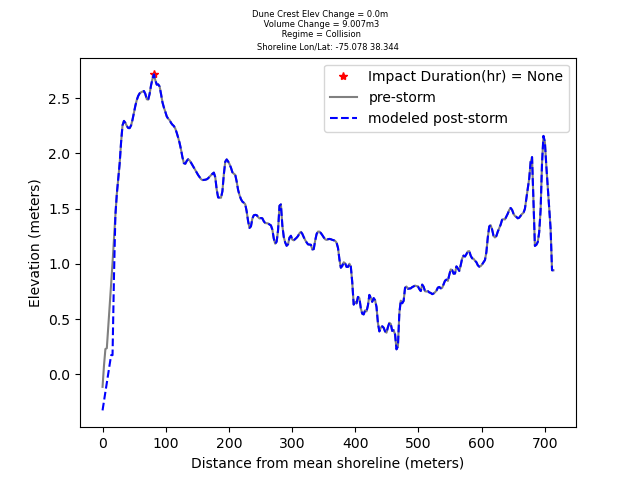 Dune Crest Elev Change = 0.0m
Volume Change = 9.007m3
Regime = Collision
Shoreline Lon/Lat: -75.078 38.344
Impact Duration(hr) = None
pre-storm
modeled post-storm
Elevation (meters)
2.5
2.0
1.5
1.0
0.5
0.0
0 100 200 300 400 500 600 700
Distance from mean shoreline (meters)